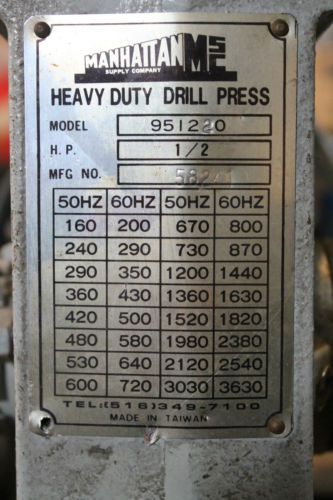 MANHATTAN MSC
SUPPLY COMPANY
HEAVY DUTY DRILL PRESS
MODEL 951220
H. P. 1/2
MFG NO.
50HZ 60HZ 50HZ 60HZ
160 200 670 800
240 290 730 870
290 350 1200 1440
360 430 1360 1630
420 500 1520 1820
480 580 1980 2380
530 640 2120 2540
600 720 3030 3630
TEL:(516)349-7100
MADE IN TAIWAN